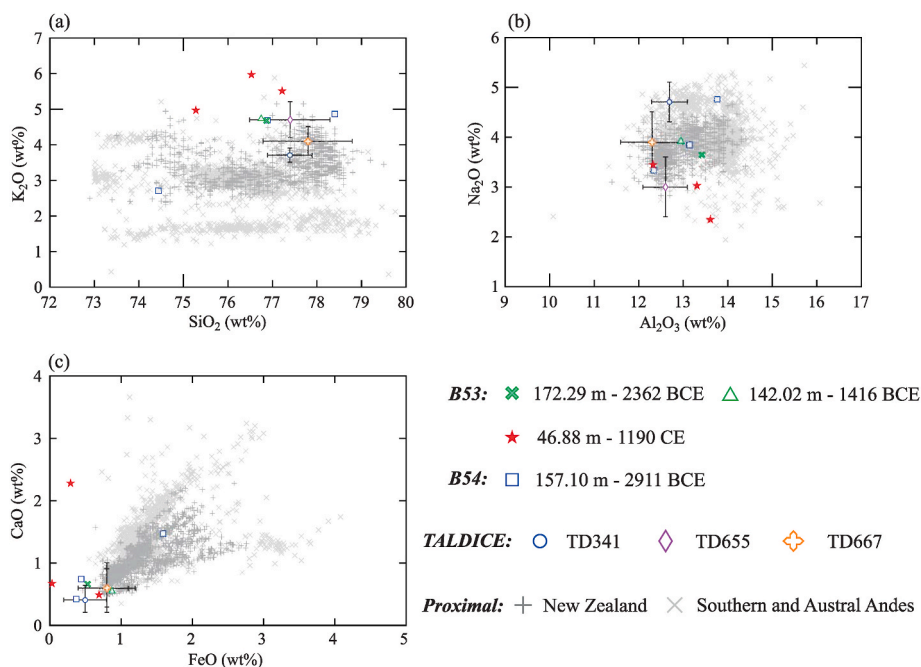 (a)
7
6
5
4
3
2
1
0
K₂O (wt%)
72 73 74 75 76 77 78 79 80
SiO₂ (wt%)
(b)
6
5
4
3
2
1
Na₂O (wt%)
9 10 11 12 13 14 15 16 17
Al₂O₃ (wt%)
(c)
4
3
2
1
0
CaO (wt%)
0 1 2 3 4 5
FeO (wt%)
B53: 172.29 m - 2362 BCE 142.02 m - 1416 BCE
46.88 m - 1190 CE
B54: 157.10 m - 2911 BCE
TALDICE: TD341 TD655 TD667
Proximal: New Zealand Southern and Austral Andes